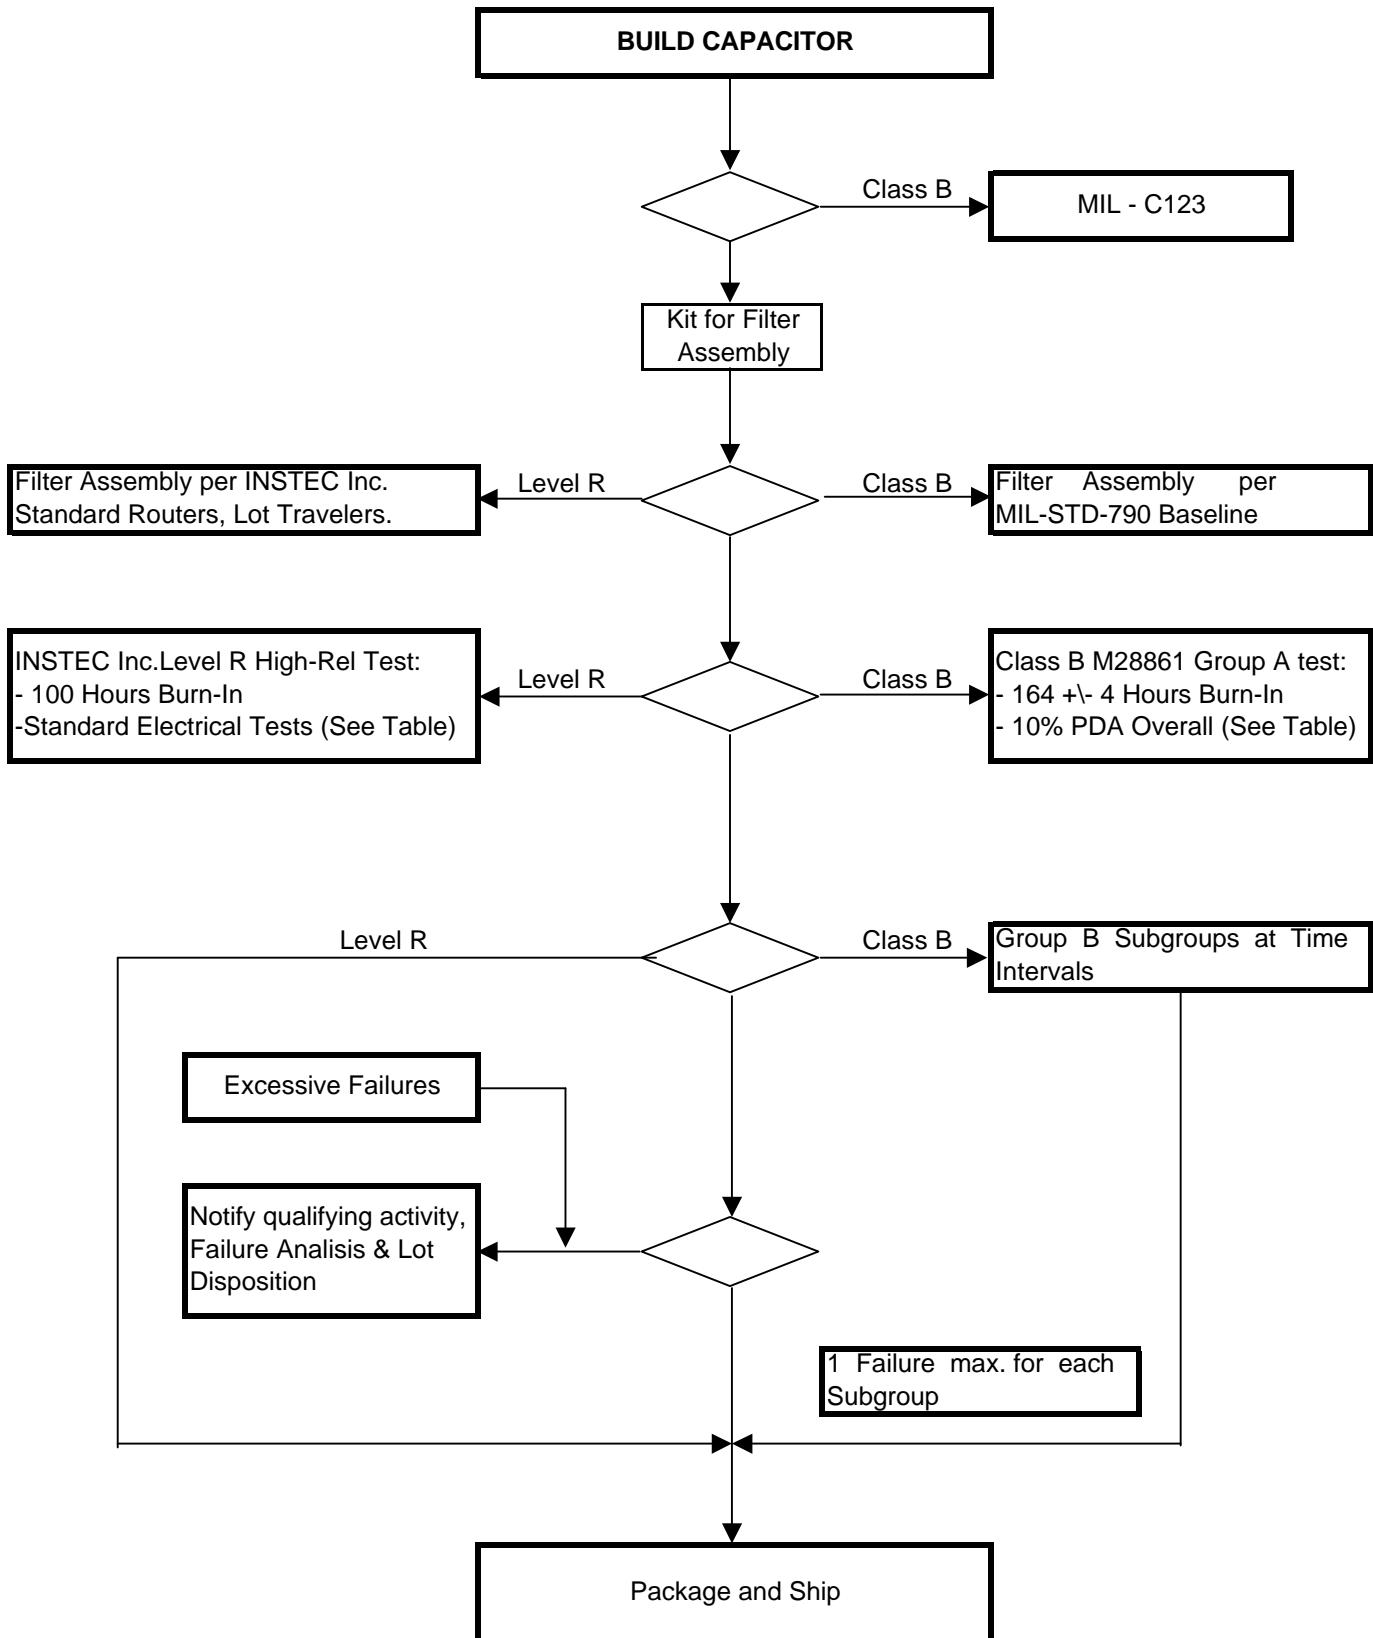 BUILD CAPACITOR
Class B
MIL - C123
Kit for Filter
Assembly
Filter Assembly per INSTEC Inc.
Standard Routers, Lot Travelers.
Level R
Class B
Filter Assembly per
MIL-STD-790 Baseline
INSTEC Inc.Level R High-Rel Test:
- 100 Hours Burn-In
-Standard Electrical Tests (See Table)
Level R
Class B
Class B M28861 Group A test:
- 164 +\- 4 Hours Burn-In
- 10% PDA Overall (See Table)
Level R
Class B
Group B Subgroups at Time
Intervals
Excessive Failures
Notify qualifying activity,
Failure Analisis & Lot
Disposition
1 Failure max. for each
Subgroup
Package and Ship